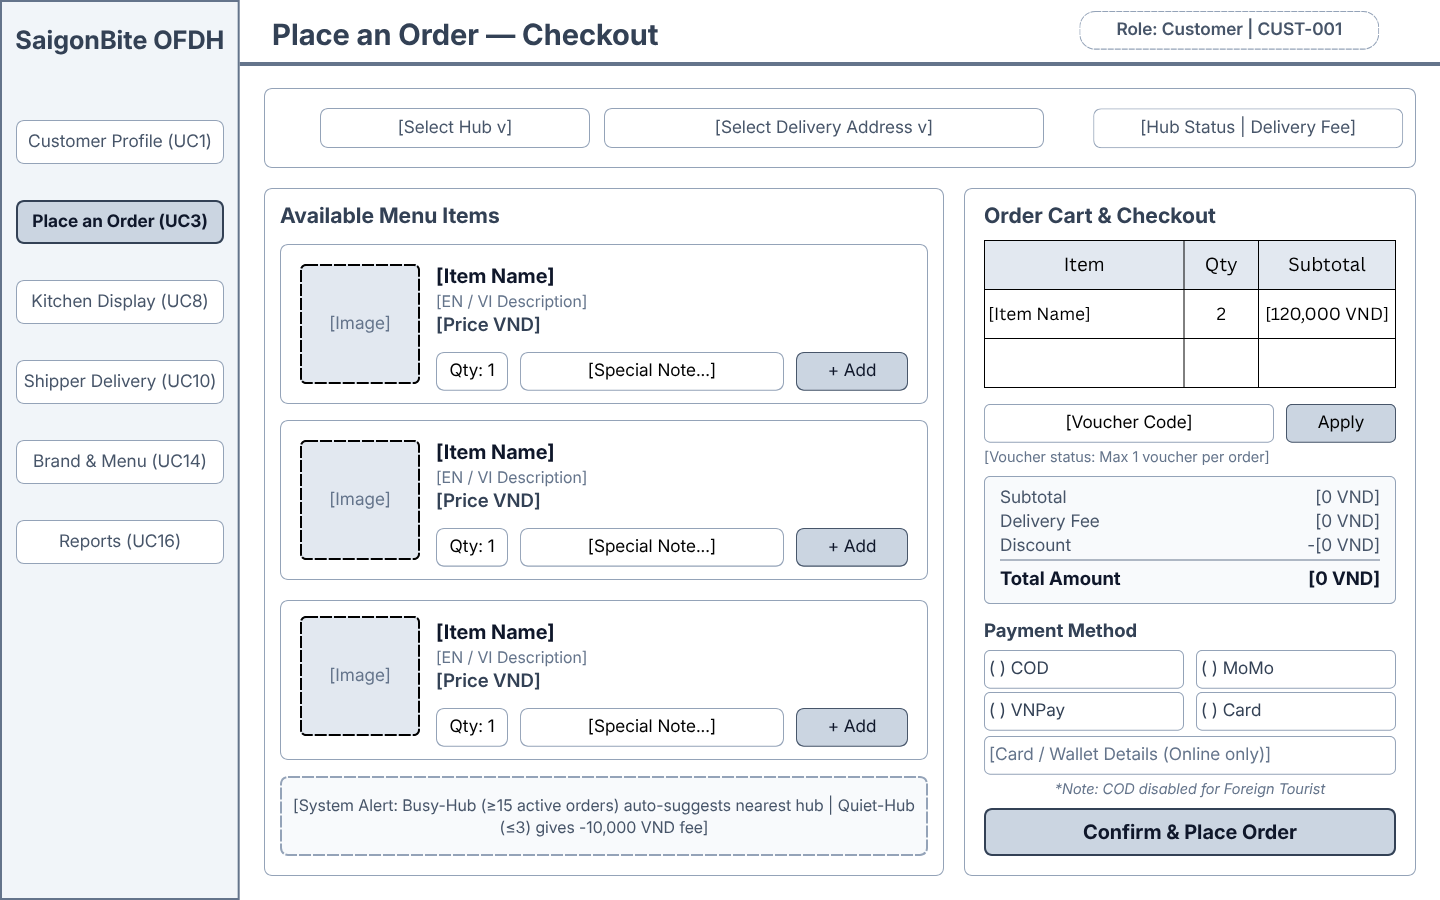 SaigonBite OFDH
Customer Profile (UC1)
Place an Order (UC3)
Kitchen Display (UC8)
Shipper Delivery (UC10)
Brand & Menu (UC14)
Reports (UC16)
Place an Order — Checkout
Role: Customer | CUST-001
[Select Hub v]
[Select Delivery Address v]
[Hub Status | Delivery Fee]
Available Menu Items
[Image]
[Item Name]
[EN / VI Description]
[Price VND]
Qty: 1
[Special Note...]
+ Add
[Image]
[Item Name]
[EN / VI Description]
[Price VND]
Qty: 1
[Special Note...]
+ Add
[Image]
[Item Name]
[EN / VI Description]
[Price VND]
Qty: 1
[Special Note...]
+ Add
[System Alert: Busy-Hub (≥15 active orders) auto-suggests nearest hub | Quiet-Hub
(≤3) gives -10,000 VND fee]
Order Cart & Checkout
Item Qty Subtotal
[Item Name] 2 [120,000 VND]
[Voucher Code]
Apply
[Voucher status: Max 1 voucher per order]
Subtotal [0 VND]
Delivery Fee [0 VND]
Discount -[0 VND]
Total Amount [0 VND]
Payment Method
( ) COD
( ) MoMo
( ) VNPay
( ) Card
[Card / Wallet Details (Online only)]
*Note: COD disabled for Foreign Tourist
Confirm & Place Order